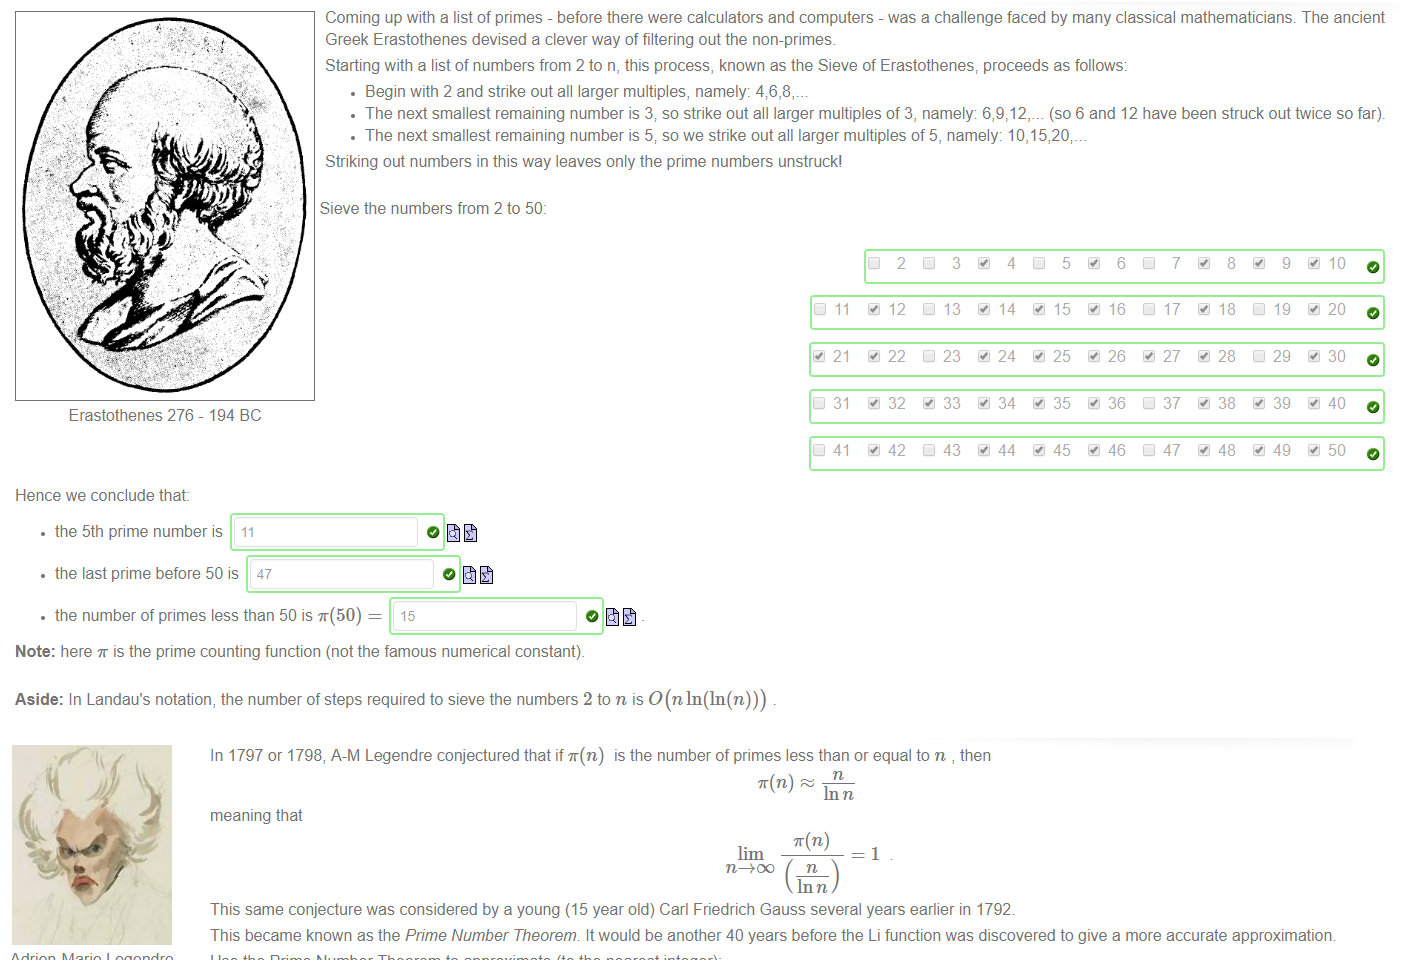 Coming up with a list of primes - before there were calculators and computers - was a challenge faced by many classical mathematicians. The ancient
Greek Erastothenes devised a clever way of filtering out the non-primes.
Starting with a list of numbers from 2 to n, this process, known as the Sieve of Erastothenes, proceeds as follows:
• Begin with 2 and strike out all larger multiples, namely: 4,6,8,...
• The next smallest remaining number is 3, so strike out all larger multiples of 3, namely: 6,9,12,... (so 6 and 12 have been struck out twice so far).
• The next smallest remaining number is 5, so we strike out all larger multiples of 5, namely: 10,15,20,...
Striking out numbers in this way leaves only the prime numbers unstruck!
Sieve the numbers from 2 to 50:
2 3 4 5 6 7 8 9 10
11 12 13 14 15 16 17 18 19 20
21 22 23 24 25 26 27 28 29 30
31 32 33 34 35 36 37 38 39 40
41 42 43 44 45 46 47 48 49 50
Erastothenes 276 - 194 BC
Hence we conclude that:
• the 5th prime number is 11
• the last prime before 50 is 47
• the number of primes less than 50 is π(50) = 15 .
Note: here π is the prime counting function (not the famous numerical constant).
Aside: In Landau's notation, the number of steps required to sieve the numbers 2 to n is O(n ln(ln(n))) .
In 1797 or 1798, A-M Legendre conjectured that if π(n) is the number of primes less than or equal to n , then
π(n) ≈ n / ln n
meaning that
lim n→∞ π(n) / (n / ln n) = 1 .
This same conjecture was considered by a young (15 year old) Carl Friedrich Gauss several years earlier in 1792.
This became known as the Prime Number Theorem. It would be another 40 years before the Li function was discovered to give a more accurate approximation.
Adrien-Marie Legendre
Use the Prime Number Theorem to approximate (to the nearest integer):